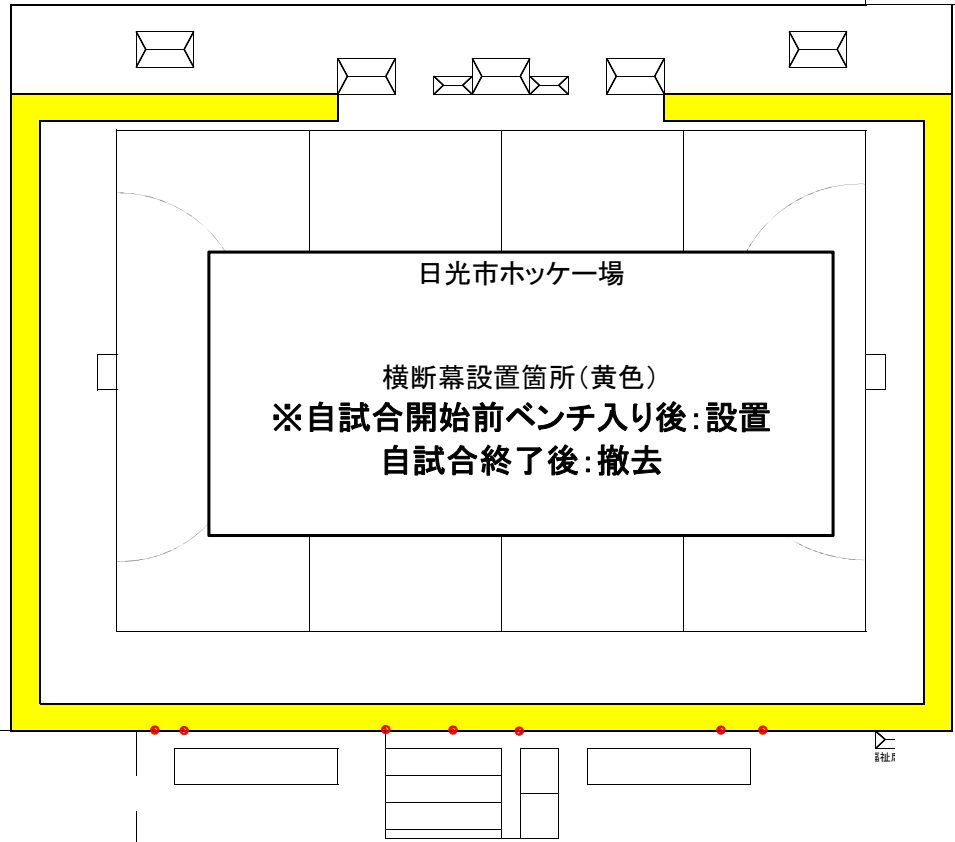 日光市ホッケー場
横断幕設置箇所（黄色）
※自試合開始前ベンチ入り後：設置
自試合終了後：撤去